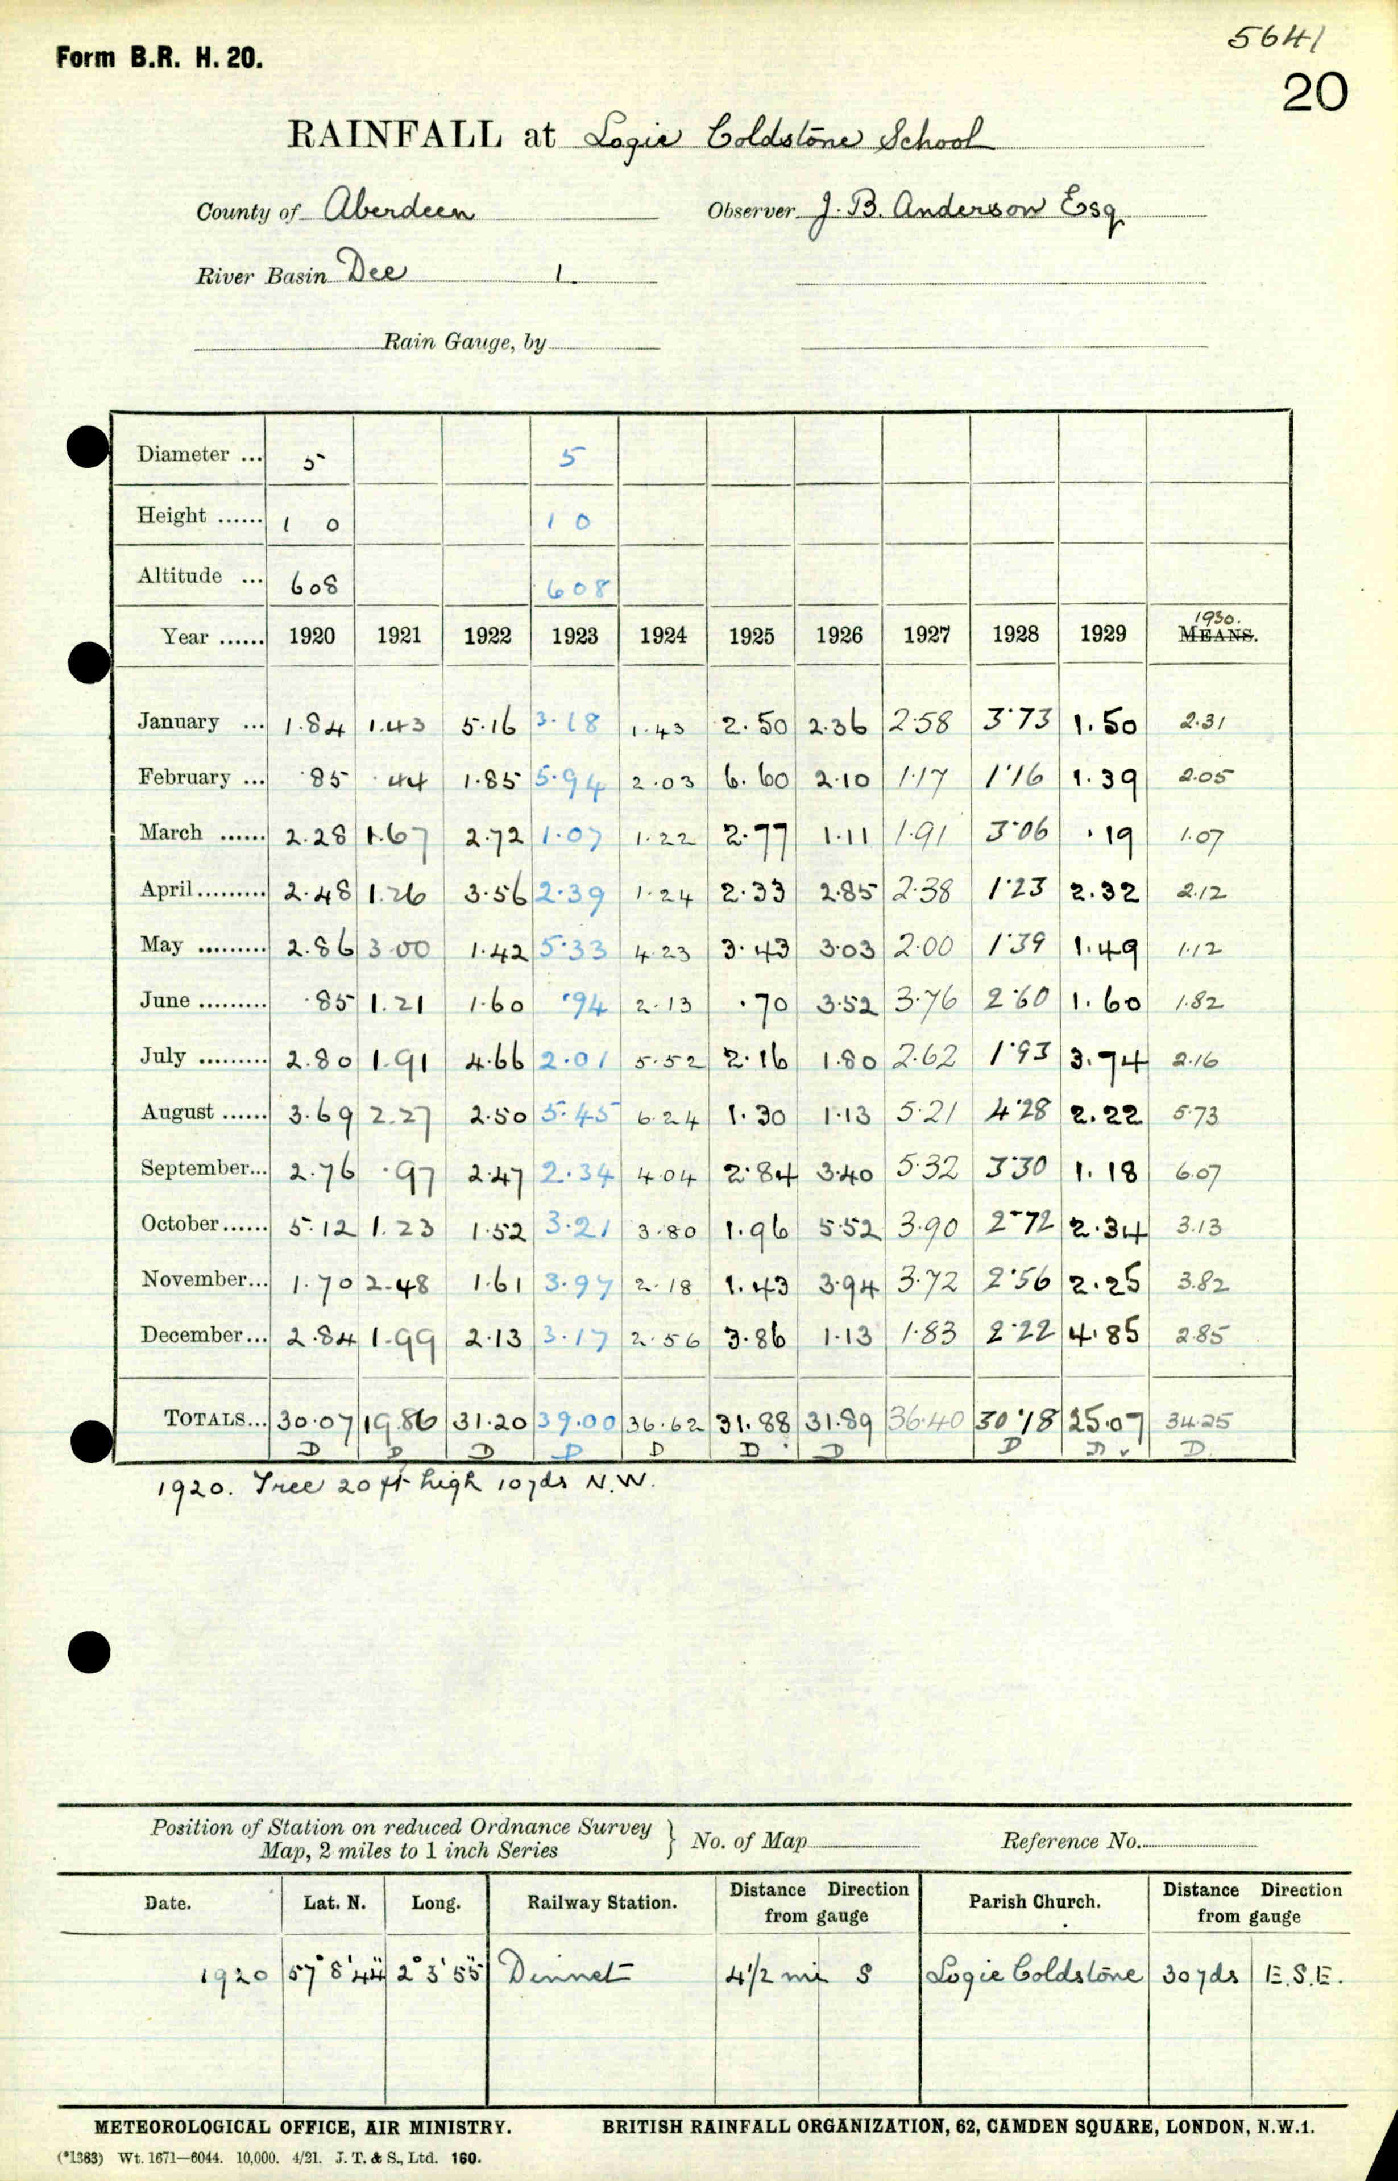 5641
Form B.R. H. 20.
20
RAINFALL at Logie Coldstone School
County of Aberdeen Observer J. B. Anderson Esq
River Basin Dee 1
Rain Gauge, by
Diameter ... 5 5
Height ...... 1 0 1 0
Altitude ... 608 608
1930.
Year ...... 1920 1921 1922 1923 1924 1925 1926 1927 1928 1929 MEANS.
January ... 1.84 1.43 5.16 3.18 1.43 2.50 2.36 2.58 3.73 1.50 2.31
February ... .85 .44 1.85 5.94 2.03 6.60 2.10 1.17 1.16 1.39 2.05
March ...... 2.28 1.67 2.72 1.07 1.22 2.77 1.11 1.91 3.06 .19 1.07
April ......... 2.48 1.26 3.56 2.39 1.24 2.33 2.85 2.38 1.23 2.32 2.12
May ......... 2.86 3.00 1.42 5.33 4.23 3.43 3.03 2.00 1.39 1.49 1.12
June ......... .85 1.21 1.60 .94 2.13 .70 3.52 3.76 2.60 1.60 1.82
July ......... 2.80 1.91 4.66 2.01 5.52 2.16 1.80 2.62 1.93 3.74 2.16
August ...... 3.69 2.27 2.50 5.45 6.24 1.30 1.13 5.21 4.28 2.22 5.73
September... 2.76 .97 2.47 2.34 4.04 2.84 3.40 5.32 3.30 1.18 6.07
October...... 5.12 1.23 1.52 3.21 3.80 1.96 5.52 3.90 2.72 2.34 3.13
November... 1.70 2.48 1.61 3.97 2.18 1.43 3.94 3.72 2.56 2.25 3.82
December... 2.84 1.99 2.13 3.17 2.56 3.86 1.13 1.83 2.22 4.85 2.85
TOTALS... 30.07 19.86 31.20 39.00 36.62 31.88 31.89 36.40 30.18 25.07 34.25
D D D D D D D D D v D.
1920. Tree 20 ft high 10 yds N.W.
Position of Station on reduced Ordnance Survey
Map, 2 miles to 1 inch Series } No. of Map Reference No.
Date. Lat. N. Long. Railway Station. Distance Direction from gauge Parish Church. Distance Direction from gauge
1920 57° 8' 44" 2° 3' 55" Dinnet 4 1/2 mi S Logie Coldstone 30 yds E.S.E.
METEOROLOGICAL OFFICE, AIR MINISTRY. BRITISH RAINFALL ORGANIZATION, 62, CAMDEN SQUARE, LONDON, N.W.1.
(*1383) Wt. 1671—6044. 10,000. 4/21. J. T. & S., Ltd. 160.